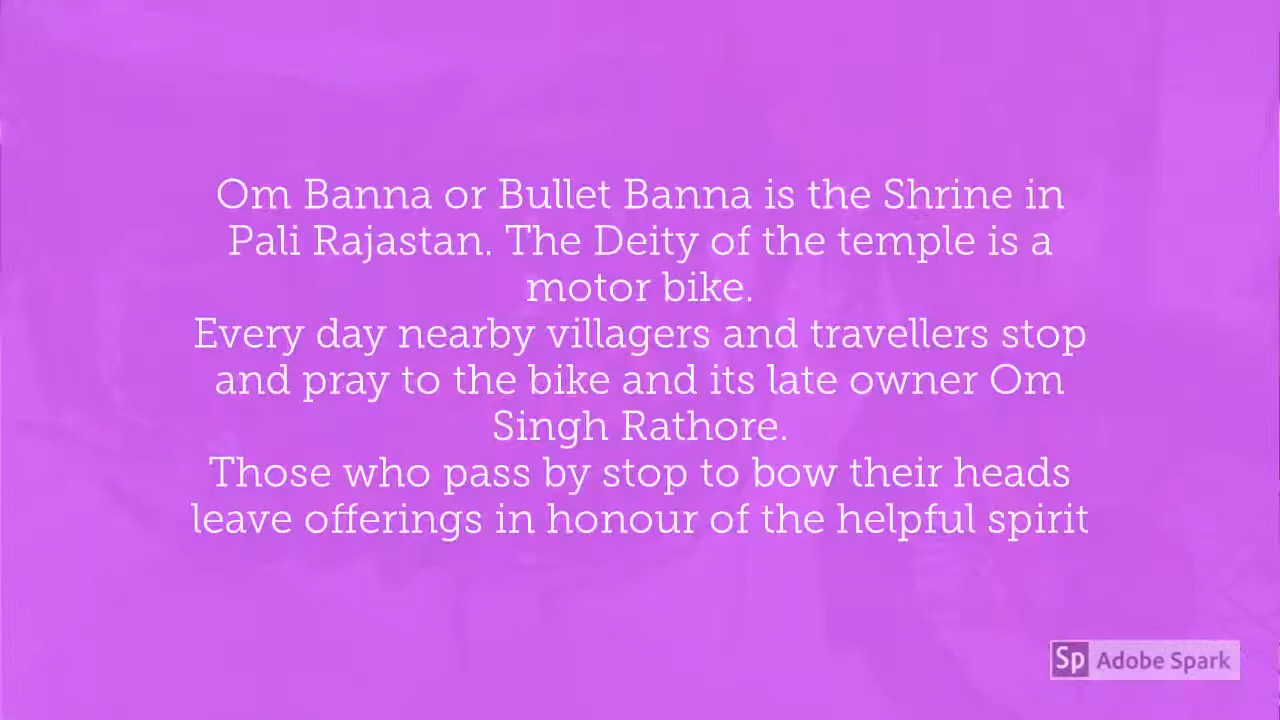 Om Banna or Bullet Banna is the Shrine in
Pali Rajastan. The Deity of the temple is a
motor bike.
Every day nearby villagers and travellers stop
and pray to the bike and its late owner Om
Singh Rathore.
Those who pass by stop to bow their heads
leave offerings in honour of the helpful spirit
Sp Adobe Spark